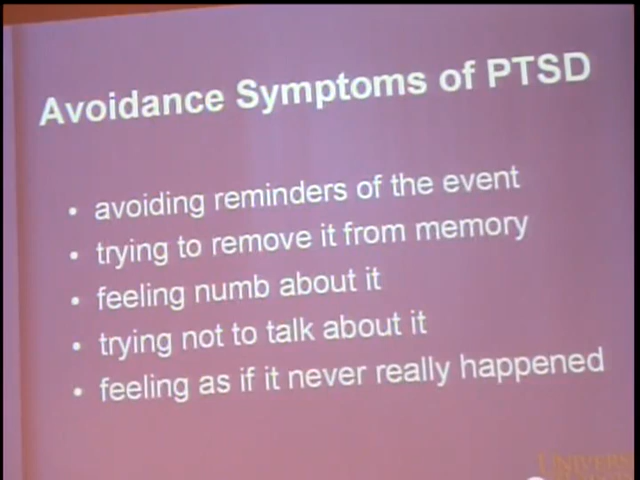 Avoidance Symptoms of PTSD
• avoiding reminders of the event
• trying to remove it from memory
• feeling numb about it
• trying not to talk about it
• feeling as if it never really happened